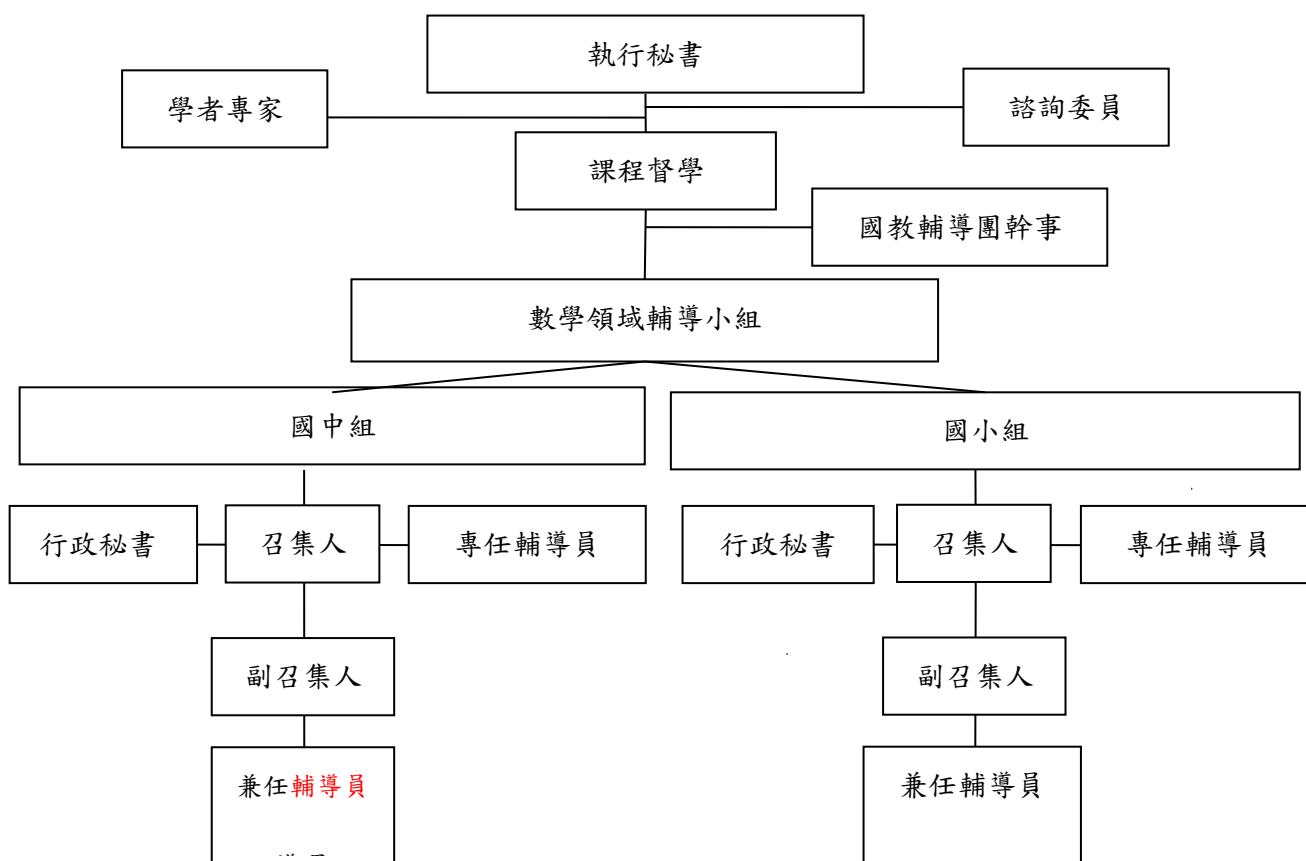 執行秘書
學者專家
諮詢委員
課程督學
國教輔導團幹事
數學領域輔導小組
國中組
國小組
行政秘書
召集人
專任輔導員
行政秘書
召集人
專任輔導員
副召集人
副召集人
兼任輔導員
兼任輔導員